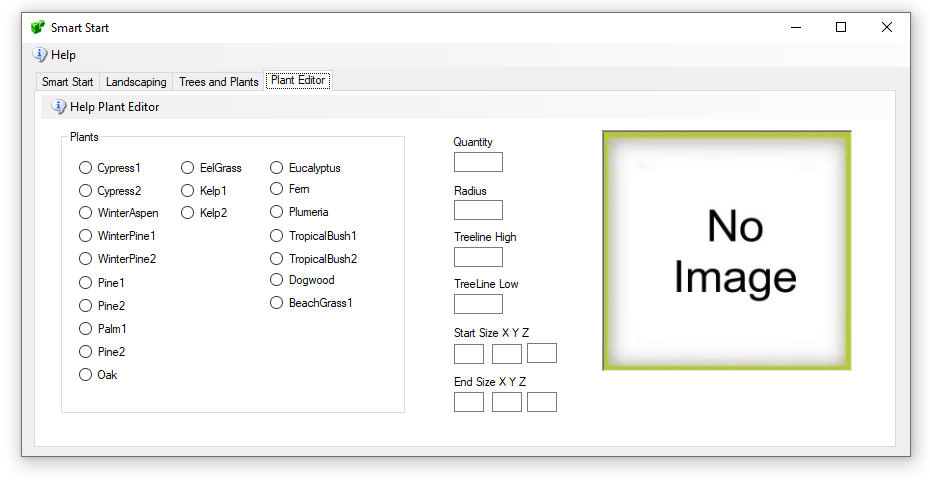 Smart Start
Help
Smart Start Landscaping Trees and Plants Plant Editor
Help Plant Editor
Plants
Cypress1
Cypress2
WinterAspen
WinterPine1
WinterPine2
Pine1
Pine2
Palm1
Pine2
Oak
EelGrass
Kelp1
Kelp2
Eucalyptus
Fern
Plumeria
TropicalBush1
TropicalBush2
Dogwood
BeachGrass1
Quantity
Radius
Treeline High
TreeLine Low
Start Size X Y Z
End Size X Y Z
No
Image